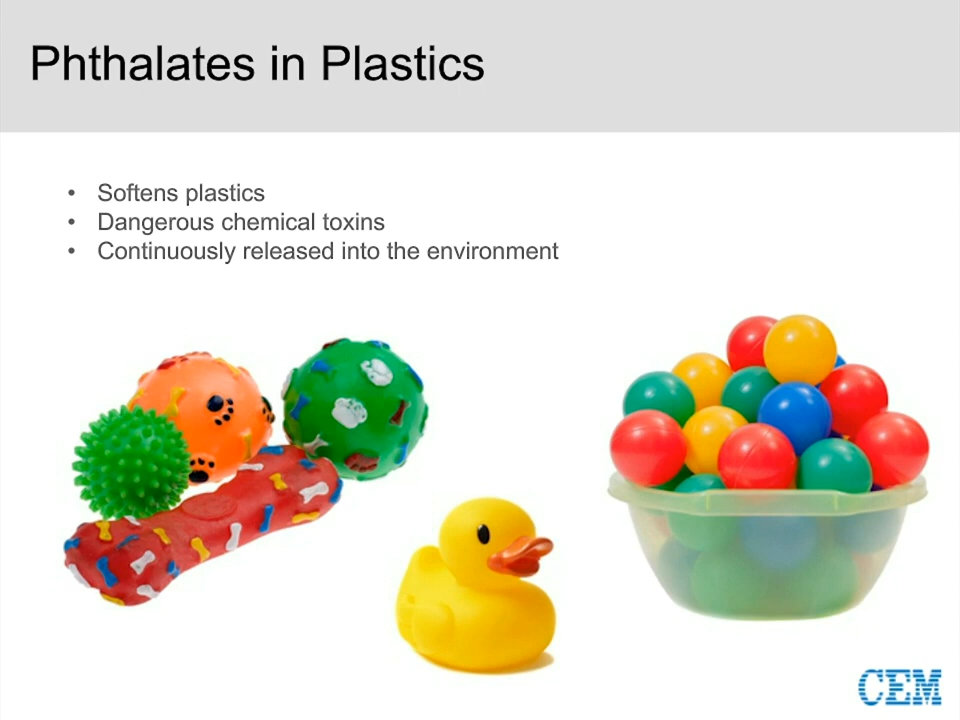 Phthalates in Plastics
• Softens plastics
• Dangerous chemical toxins
• Continuously released into the environment
CEM